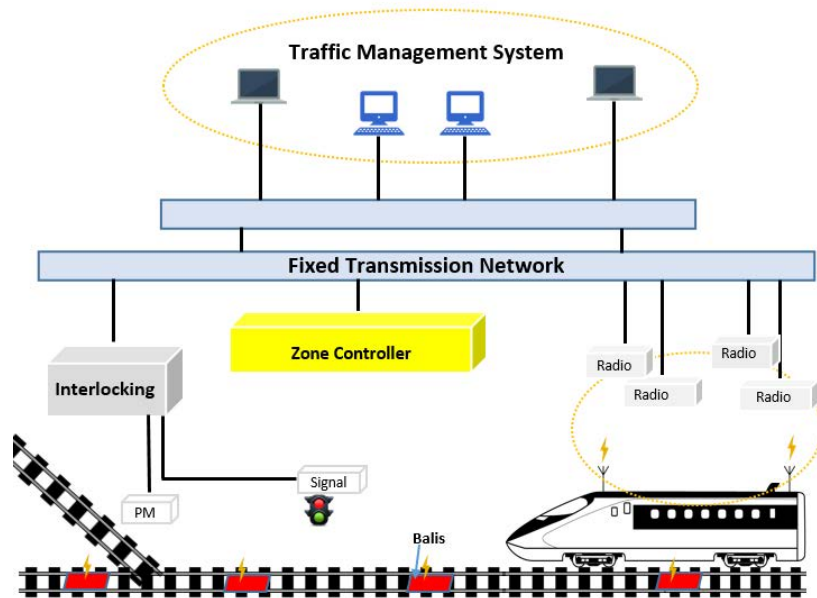 Traffic Management System
Fixed Transmission Network
Zone Controller
Interlocking
Radio
Radio
Radio
Radio
PM
Signal
Balis